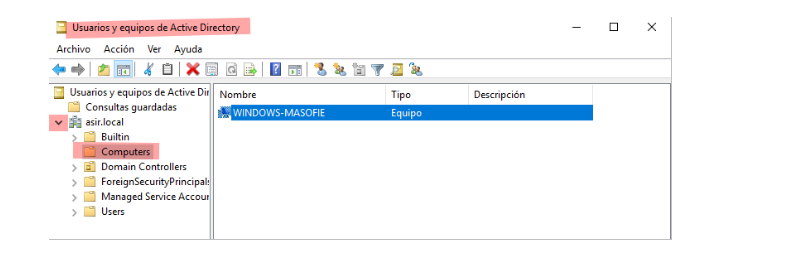 Usuarios y equipos de Active Directory
Archivo Acción Ver Ayuda
Usuarios y equipos de Active Dir
Nombre Tipo Descripción
Consultas guardadas
WINDOWS-MASOFIE Equipo
asir.local
Builtin
Computers
Domain Controllers
ForeignSecurityPrincipals
Managed Service Accour
Users